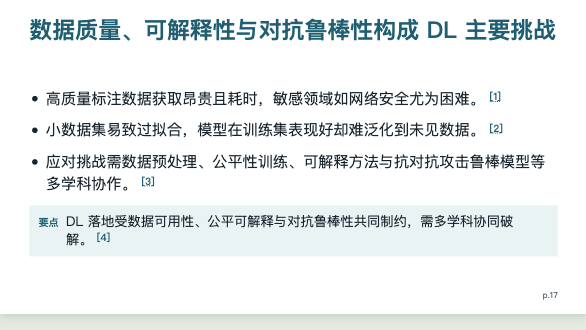 数据质量、可解释性与对抗鲁棒性构成 DL 主要挑战
• 高质量标注数据获取昂贵且耗时，敏感领域如网络安全尤为困难。 [1]
• 小数据集易致过拟合，模型在训练集表现好却难泛化到未见数据。 [2]
• 应对挑战需数据预处理、公平性训练、可解释方法与抗对抗攻击鲁棒模型等
多学科协作。 [3]
要点 DL 落地受数据可用性、公平可解释与对抗鲁棒性共同制约，需多学科协同破
解。 [4]
p.17